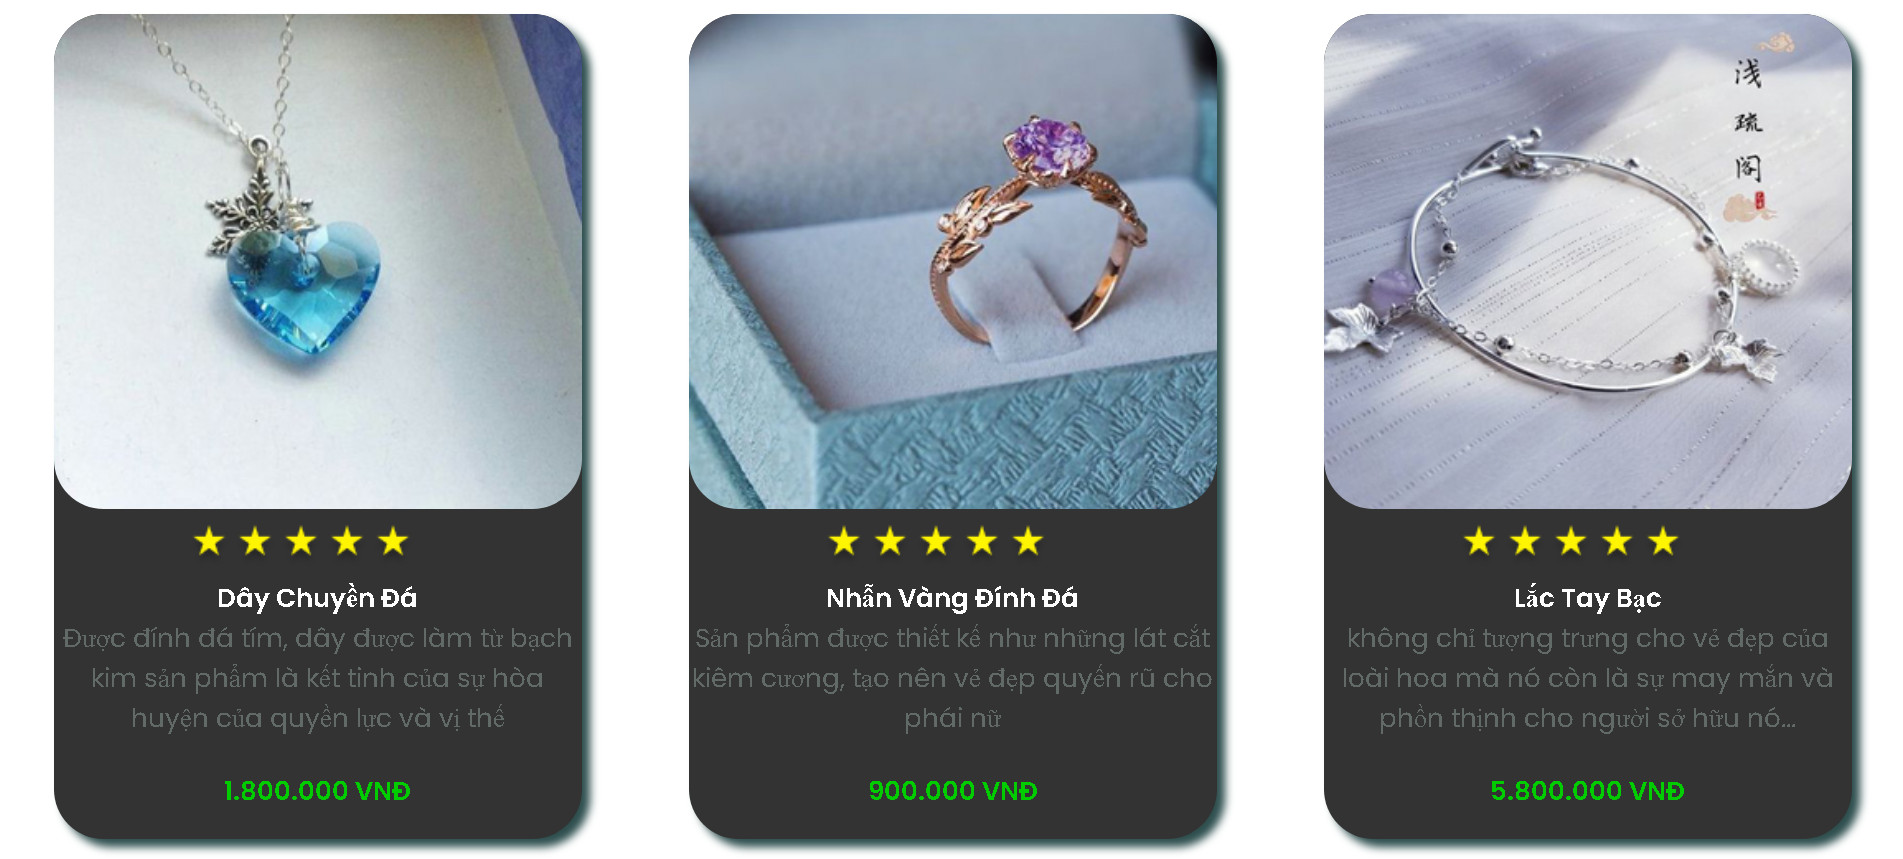 Dây Chuyền Đá
Được đính đá tím, dây được làm từ bạch
kim sản phẩm là kết tinh của sự hòa
huyện của quyền lực và vị thế
1.800.000 VNĐ
Nhẫn Vàng Đính Đá
Sản phẩm được thiết kế như những lát cắt
kiêm cương, tạo nên vẻ đẹp quyến rũ cho
phái nữ
900.000 VNĐ
浅
疏
阁
Lắc Tay Bạc
không chỉ tượng trưng cho vẻ đẹp của
loài hoa mà nó còn là sự may mắn và
phồn thịnh cho người sở hữu nó...
5.800.000 VNĐ